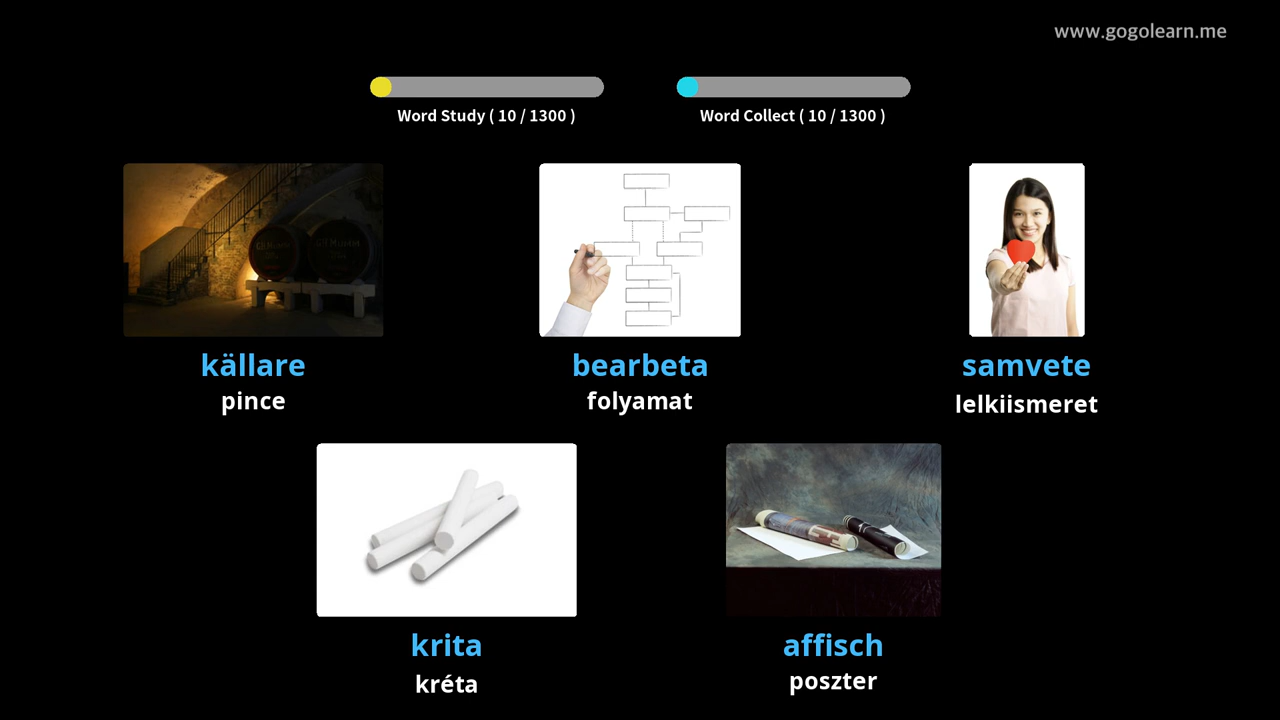 www.gogolearn.me
Word Study ( 10 / 1300 )
Word Collect ( 10 / 1300 )
källare
pince
bearbeta
folyamat
samvete
lelkiismeret
krita
kréta
affisch
poszter